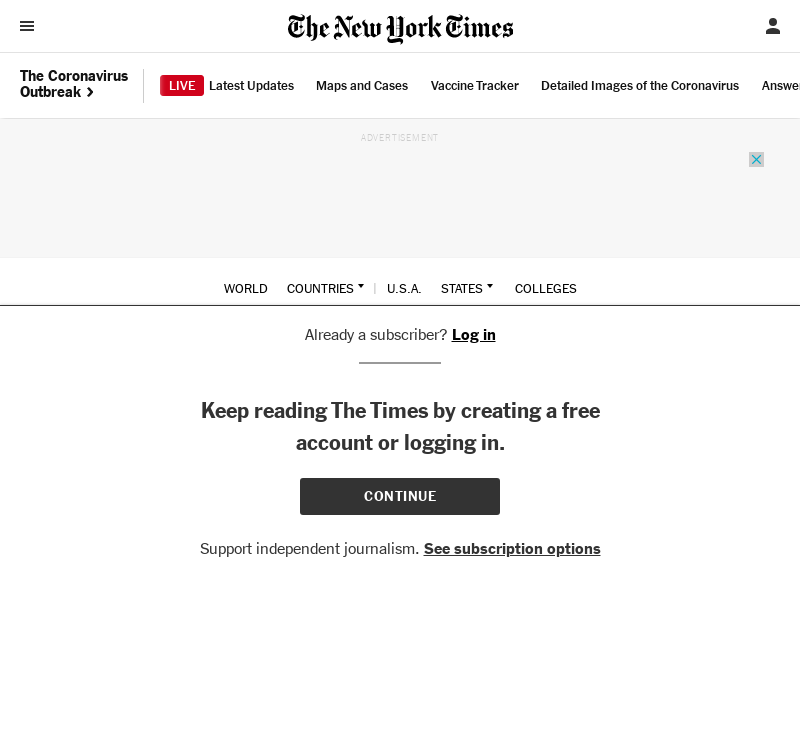 The New York Times
The Coronavirus
Outbreak
LIVE Latest Updates Maps and Cases Vaccine Tracker Detailed Images of the Coronavirus
ADVERTISEMENT
WORLD COUNTRIES U.S.A. STATES COLLEGES
Already a subscriber? Log in
Keep reading The Times by creating a free
account or logging in.
CONTINUE
Support independent journalism. See subscription options